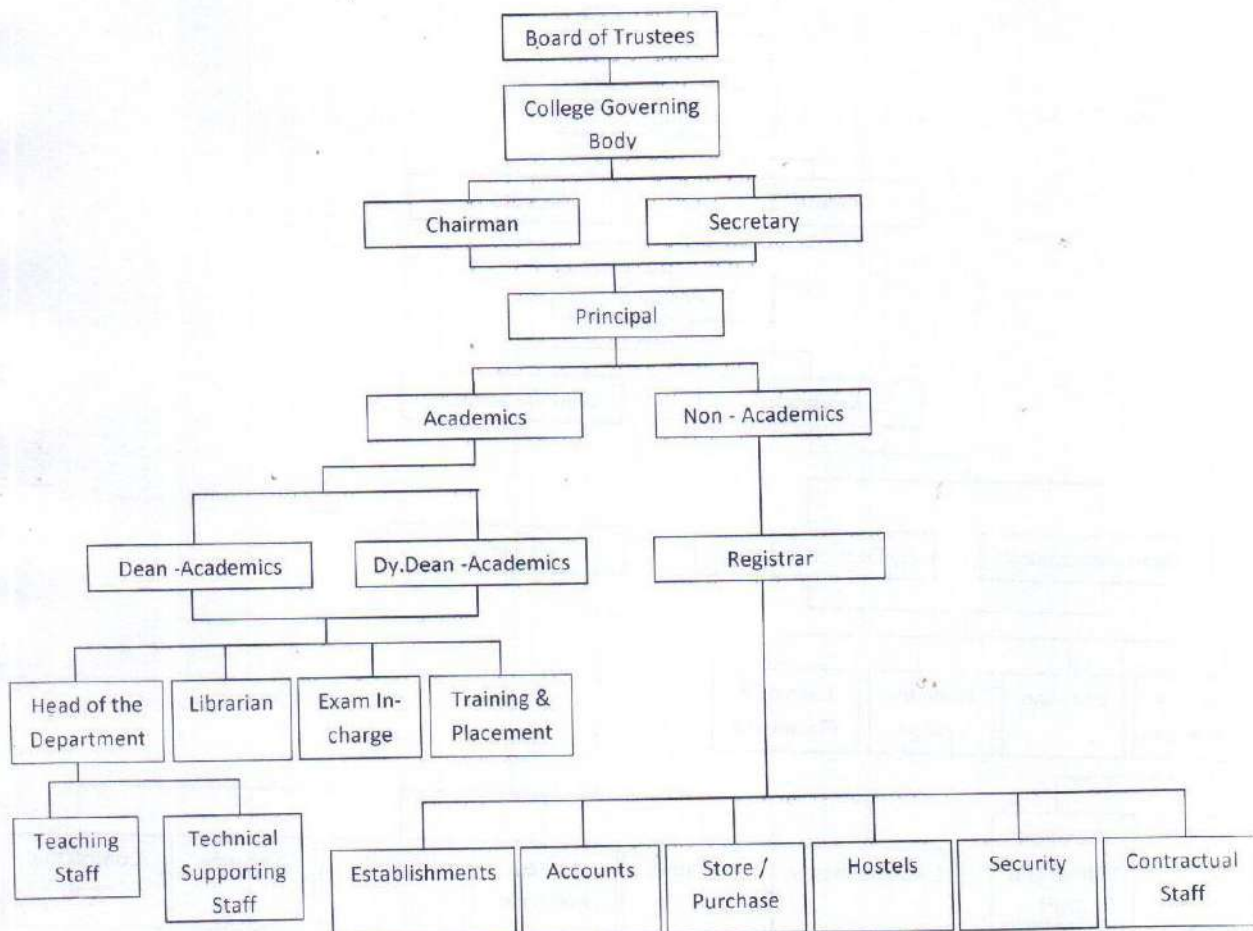 Board of Trustees
College Governing
Body
Chairman
Secretary
Principal
Academics
Non - Academics
Dean -Academics
Dy.Dean -Academics
Registrar
Head of the
Department
Librarian
Exam In-
charge
Training &
Placement
Teaching
Staff
Technical
Supporting
Staff
Establishments
Accounts
Store /
Purchase
Hostels
Security
Contractual
Staff